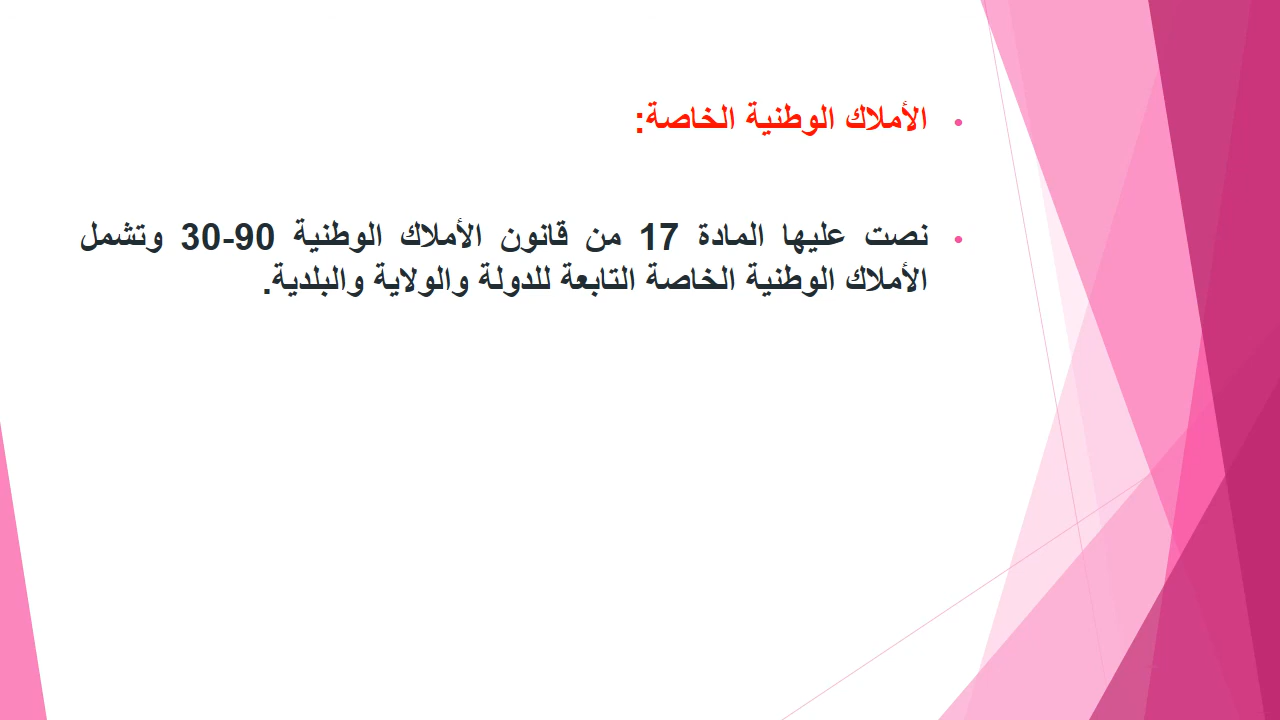 • الأملاك الوطنية الخاصة:
• نصت عليها المادة 17 من قانون الأملاك الوطنية 90-30 وتشمل
الأملاك الوطنية الخاصة التابعة للدولة والولاية والبلدية.